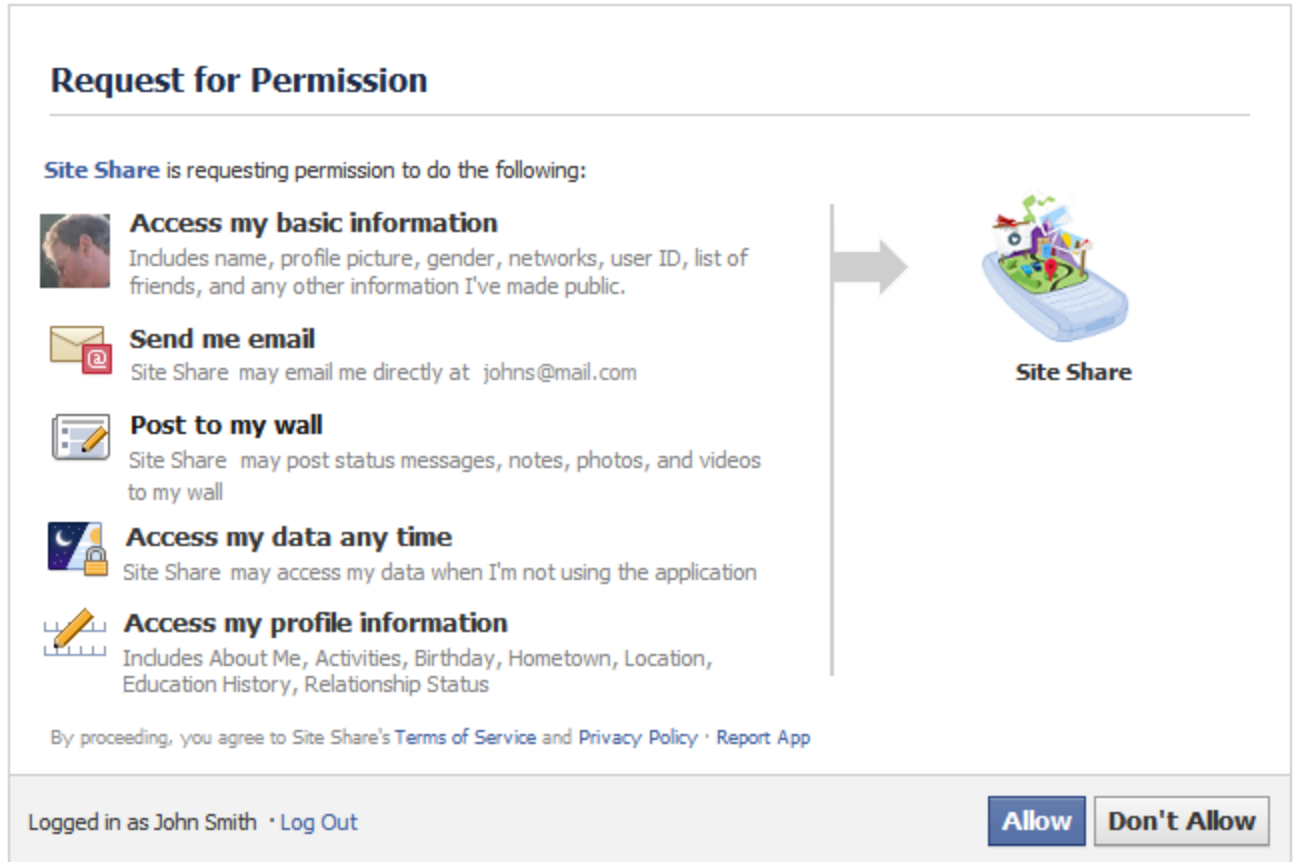 Request for Permission
Site Share is requesting permission to do the following:
Access my basic information
Includes name, profile picture, gender, networks, user ID, list of
friends, and any other information I've made public.
Send me email
Site Share may email me directly at johns@mail.com
Post to my wall
Site Share may post status messages, notes, photos, and videos
to my wall
Access my data any time
Site Share may access my data when I'm not using the application
Access my profile information
Includes About Me, Activities, Birthday, Hometown, Location,
Education History, Relationship Status
Site Share
By proceeding, you agree to Site Share's Terms of Service and Privacy Policy · Report App
Logged in as John Smith · Log Out
Allow
Don't Allow